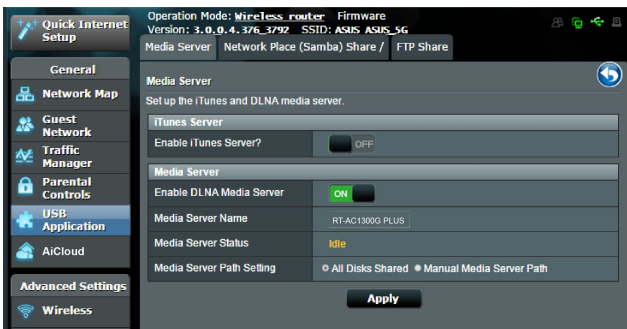 Quick Internet
Setup
Operation Mode: Wireless router Firmware
Version: 3.0.0.4.376_3792 SSID: ASUS ASUS_5G
Media Server Network Place (Samba) Share / FTP Share
General
Network Map
Guest
Network
Traffic
Manager
Parental
Controls
USB
Application
AiCloud
Advanced Settings
Wireless
Media Server
Set up the iTunes and DLNA media server.
iTunes Server
Enable iTunes Server? OFF
Media Server
Enable DLNA Media Server ON
Media Server Name RT-AC1300G PLUS
Media Server Status Idle
Media Server Path Setting All Disks Shared Manual Media Server Path
Apply